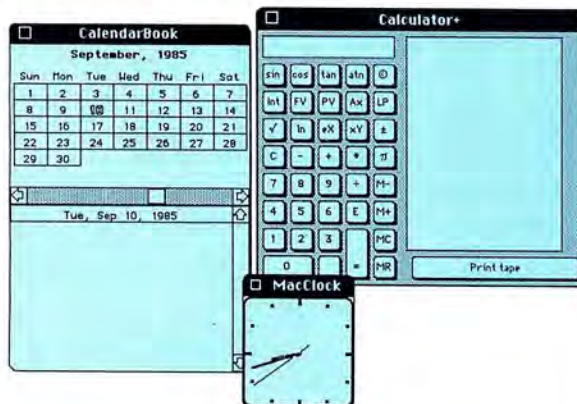 CalendarBook
September, 1985
Sun Mon Tue Wed Thu Fri Sat
1 2 3 4 5 6 7
8 9 10 11 12 13 14
15 16 17 18 19 20 21
22 23 24 25 26 27 28
29 30
Tue, Sep 10, 1985
Calculator+
sin cos tan atn ©
Int FV PV Ax LP
√ ln eX xY ±
C - + * π
7 8 9 ÷ M-
4 5 6 E M+
1 2 3 MC
0 . = MR
Print tape
MacClock